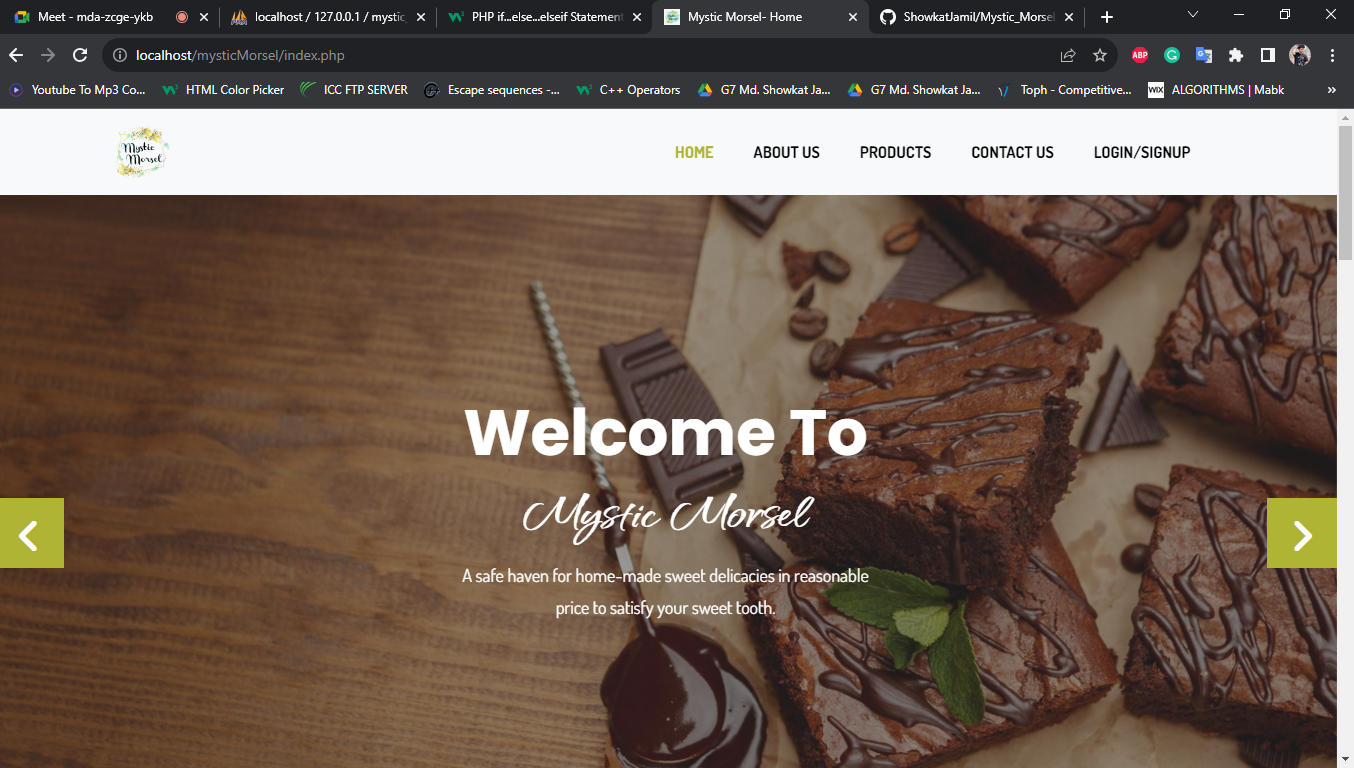 Meet - mda-zcge-ykb
localhost / 127.0.0.1 / mystic_
PHP if...else...elseif Statement
Mystic Morsel- Home
ShowkatJamil/Mystic_Morsel
localhost/mysticMorsel/index.php
ABP
Youtube To Mp3 Co...
HTML Color Picker
ICC FTP SERVER
Escape sequences -...
C++ Operators
G7 Md. Showkat Ja...
G7 Md. Showkat Ja...
Toph - Competitive...
WIX
ALGORITHMS | Mabk
»
Mystic
Morsel
HOME
ABOUT US
PRODUCTS
CONTACT US
LOGIN/SIGNUP
Welcome To
Mystic Morsel
A safe haven for home-made sweet delicacies in reasonable
price to satisfy your sweet tooth.